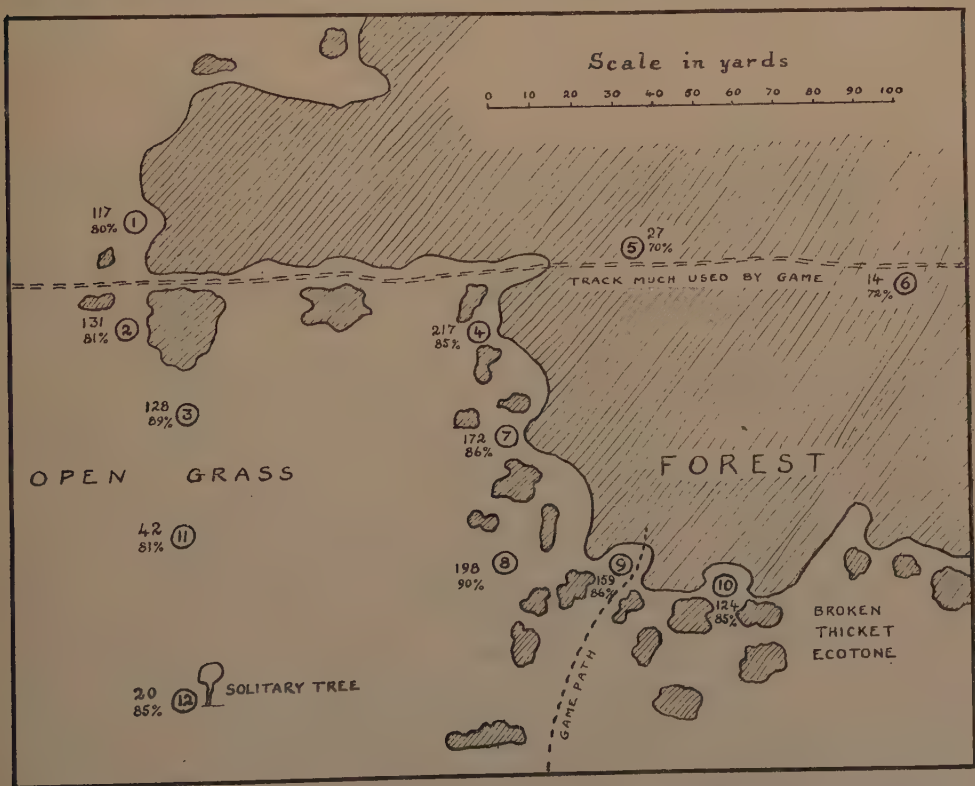 Scale in yards
0 10 20 30 40 50 60 70 80 90 100
117
80% 1
5 27
70%
TRACK MUCH USED BY GAME
14
72% 6
131
81% 2
217
85% 4
128
89% 3
172
86% 7
FOREST
OPEN GRASS
42
81% 11
198
90% 8
9
159
86%
10
124
85%
BROKEN
THICKET
ECOTONE
20
85% 12
SOLITARY TREE
GAME PATH